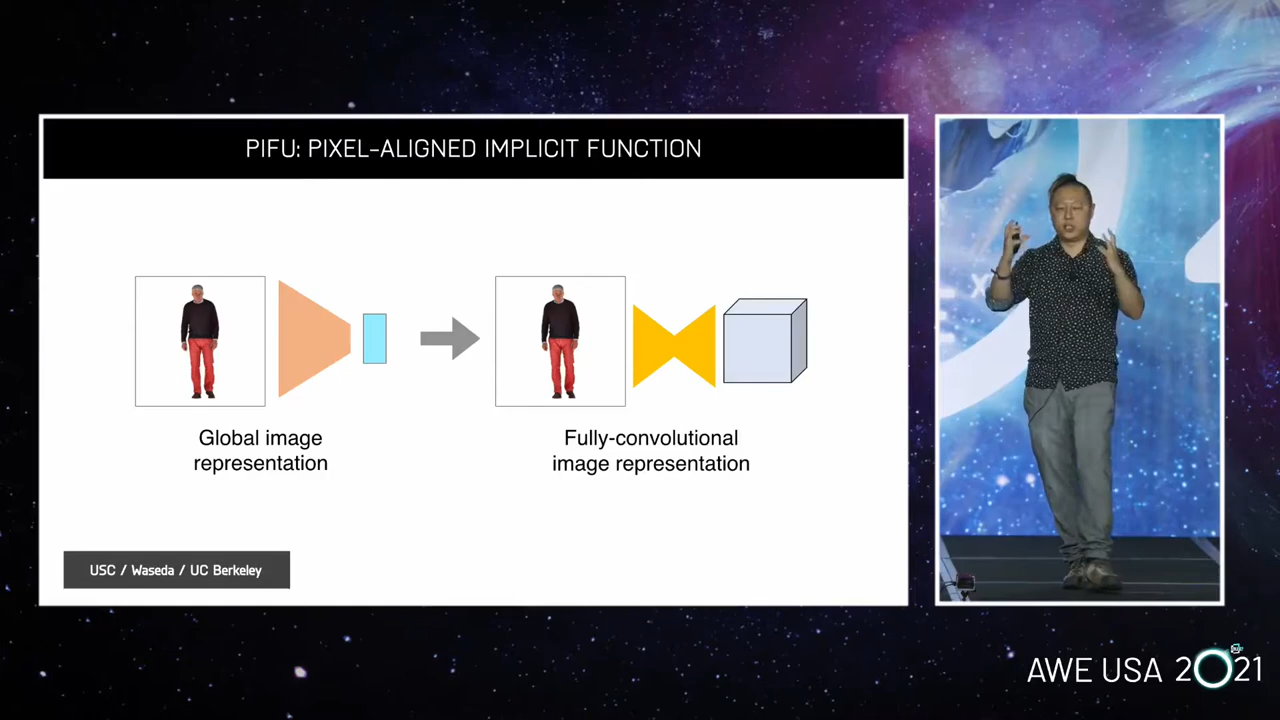 PIFU: PIXEL-ALIGNED IMPLICIT FUNCTION
Global image
representation
Fully-convolutional
image representation
USC / Waseda / UC Berkeley
AWE USA 2021